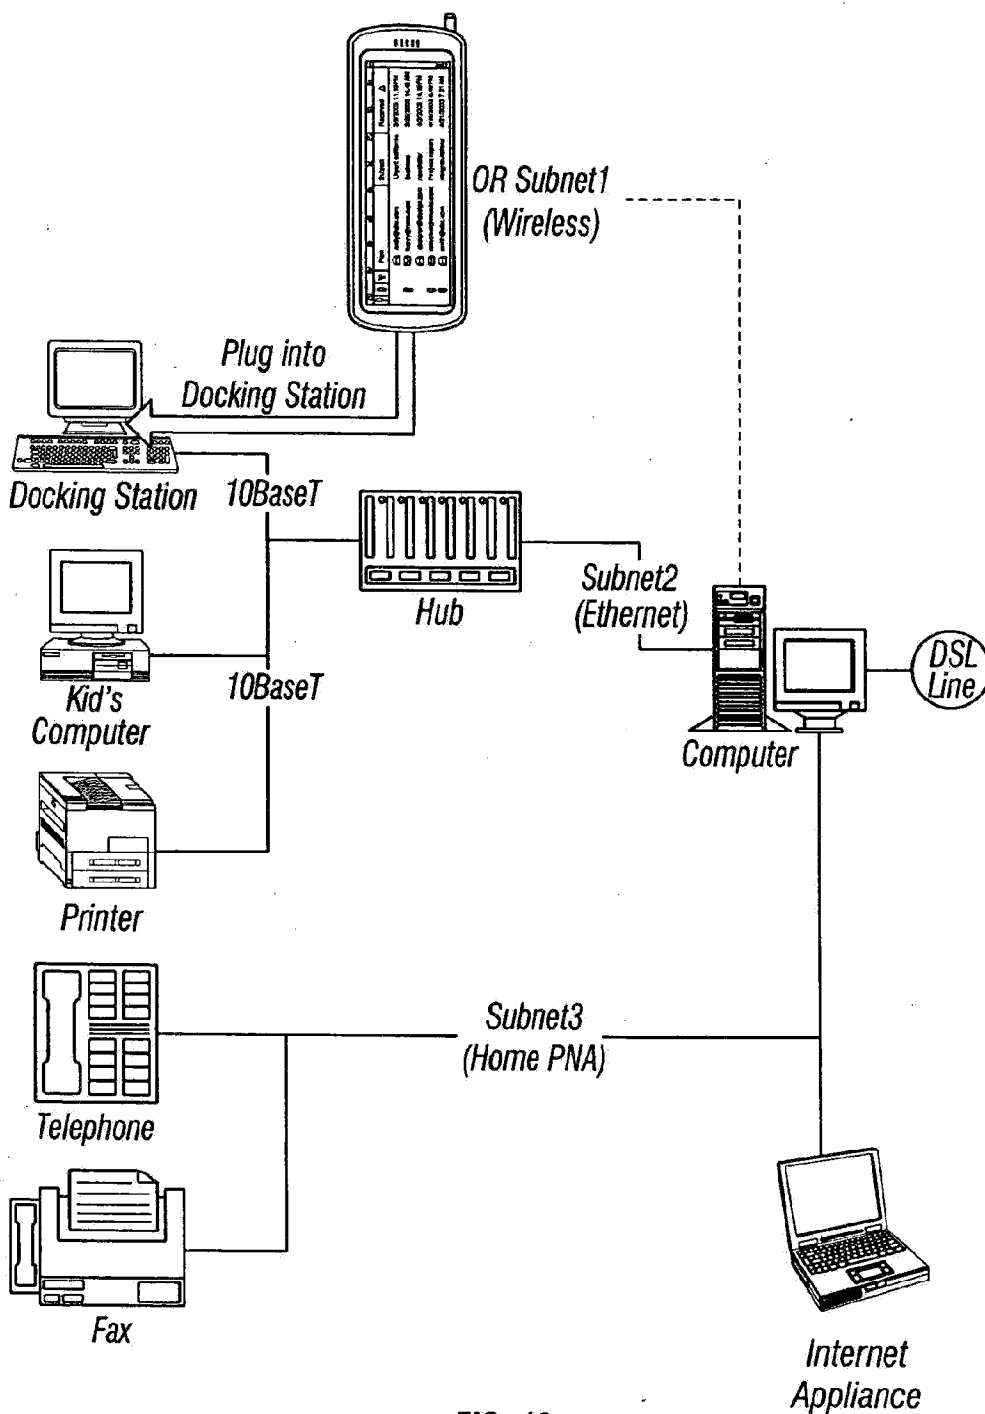 OR Subnet1
(Wireless)
Plug into
Docking Station
Docking Station
10BaseT
Hub
Subnet2
(Ethernet)
DSL
Line
Kid's
Computer
10BaseT
Computer
Printer
Subnet3
(Home PNA)
Telephone
Fax
Internet
Appliance